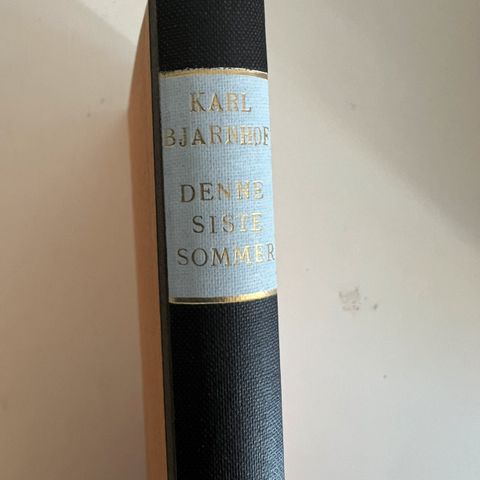 KARL
BJARNHOF
DENNE
SISTE
SOMMER